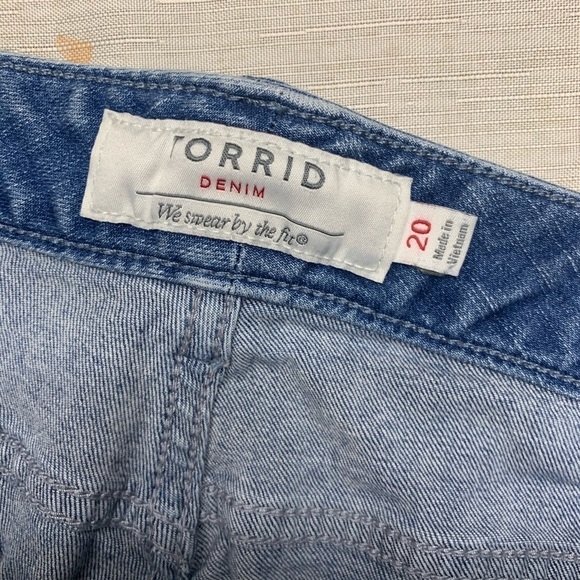 TORRID
DENIM
We swear by the fit®
20
Made in
Vietnam